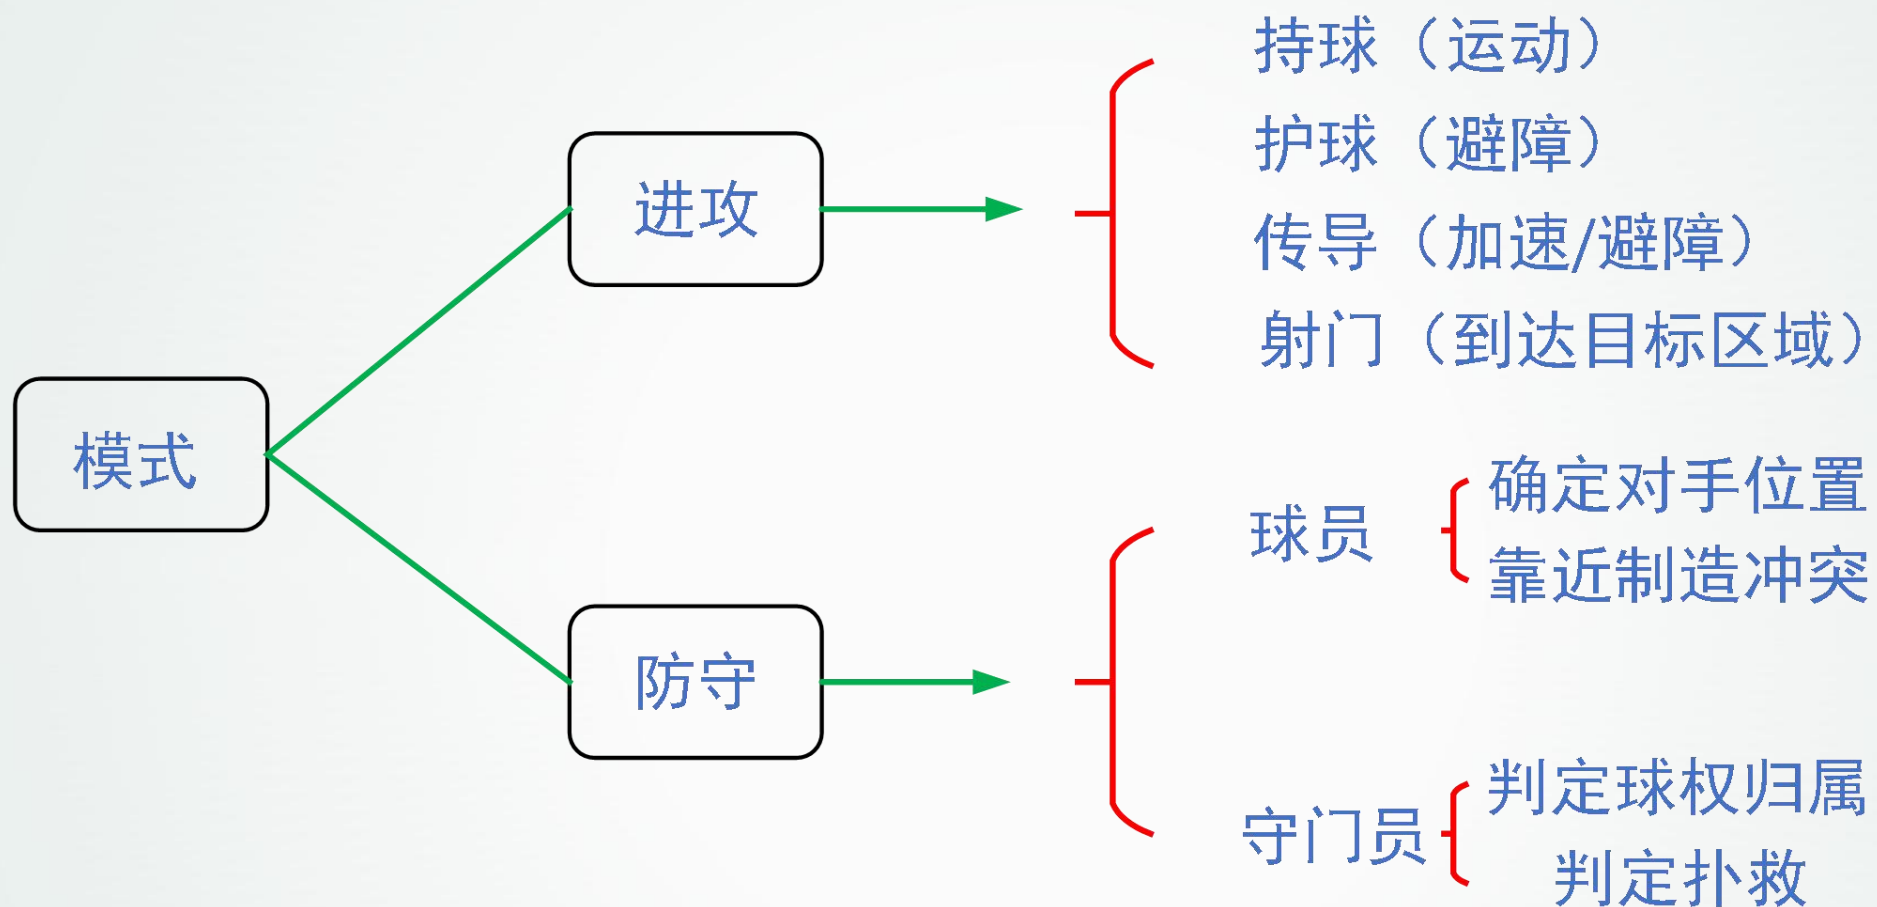 模式
进攻
持球（运动）
护球（避障）
传导（加速/避障）
射门（到达目标区域）
防守
球员
确定对手位置
靠近制造冲突
守门员
判定球权归属
判定扑救